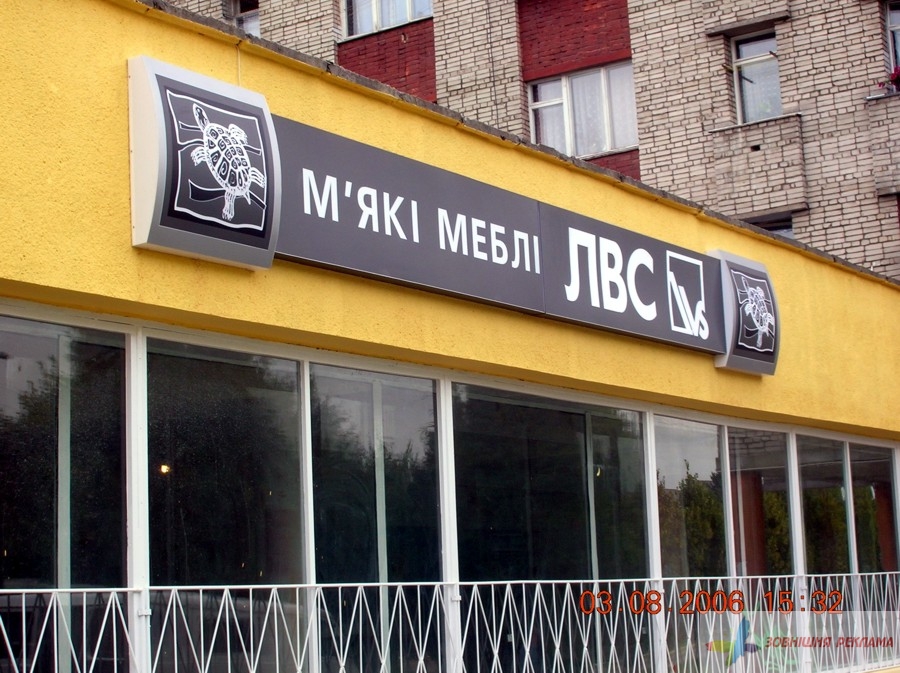 М'ЯКІ МЕБЛІ ЛВС LVS
03.08.2006 15:32
ЗОВНІШНЯ РЕКЛАМА